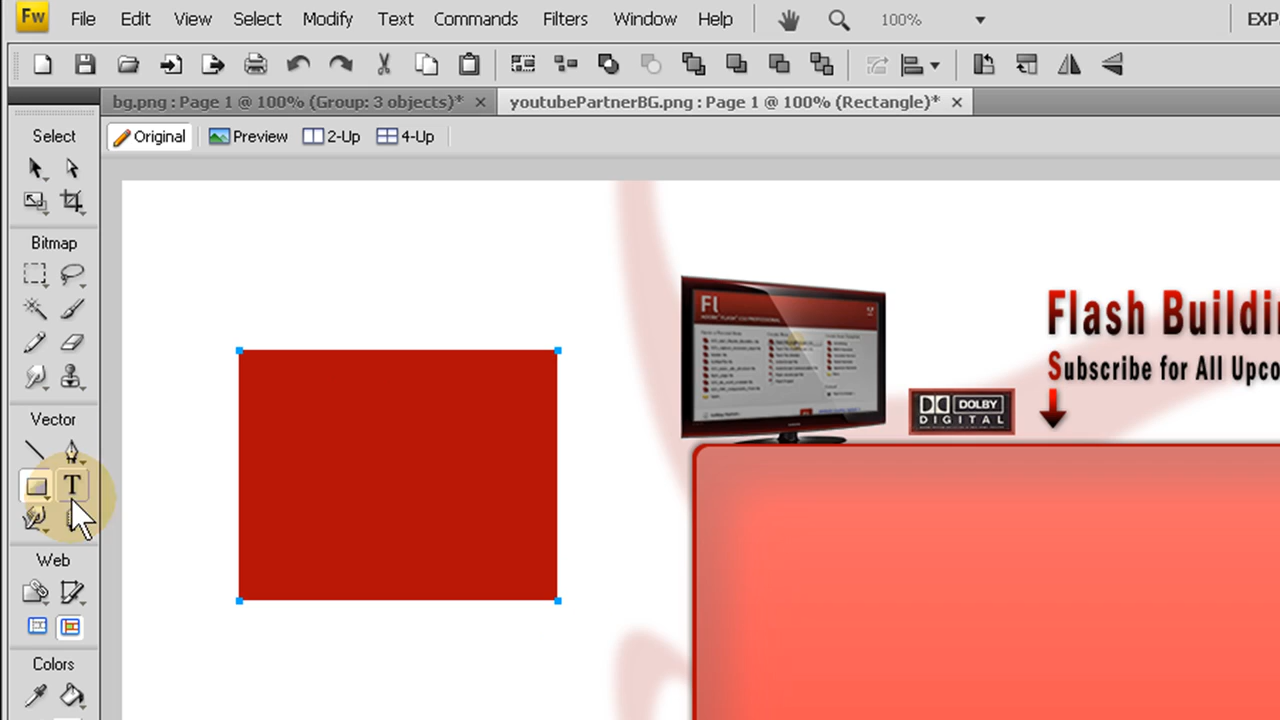 Fw File Edit View Select Modify Text Commands Filters Window Help 100% EXP
bg.png : Page 1 @ 100% (Group: 3 objects)* youtubePartnerBG.png : Page 1 @ 100% (Rectangle)*
Select Original Preview 2-Up 4-Up
Bitmap
Vector
T
Web
Colors
Fl
Flash Buildin
Subscribe for All Upco
DOLBY
DIGITAL